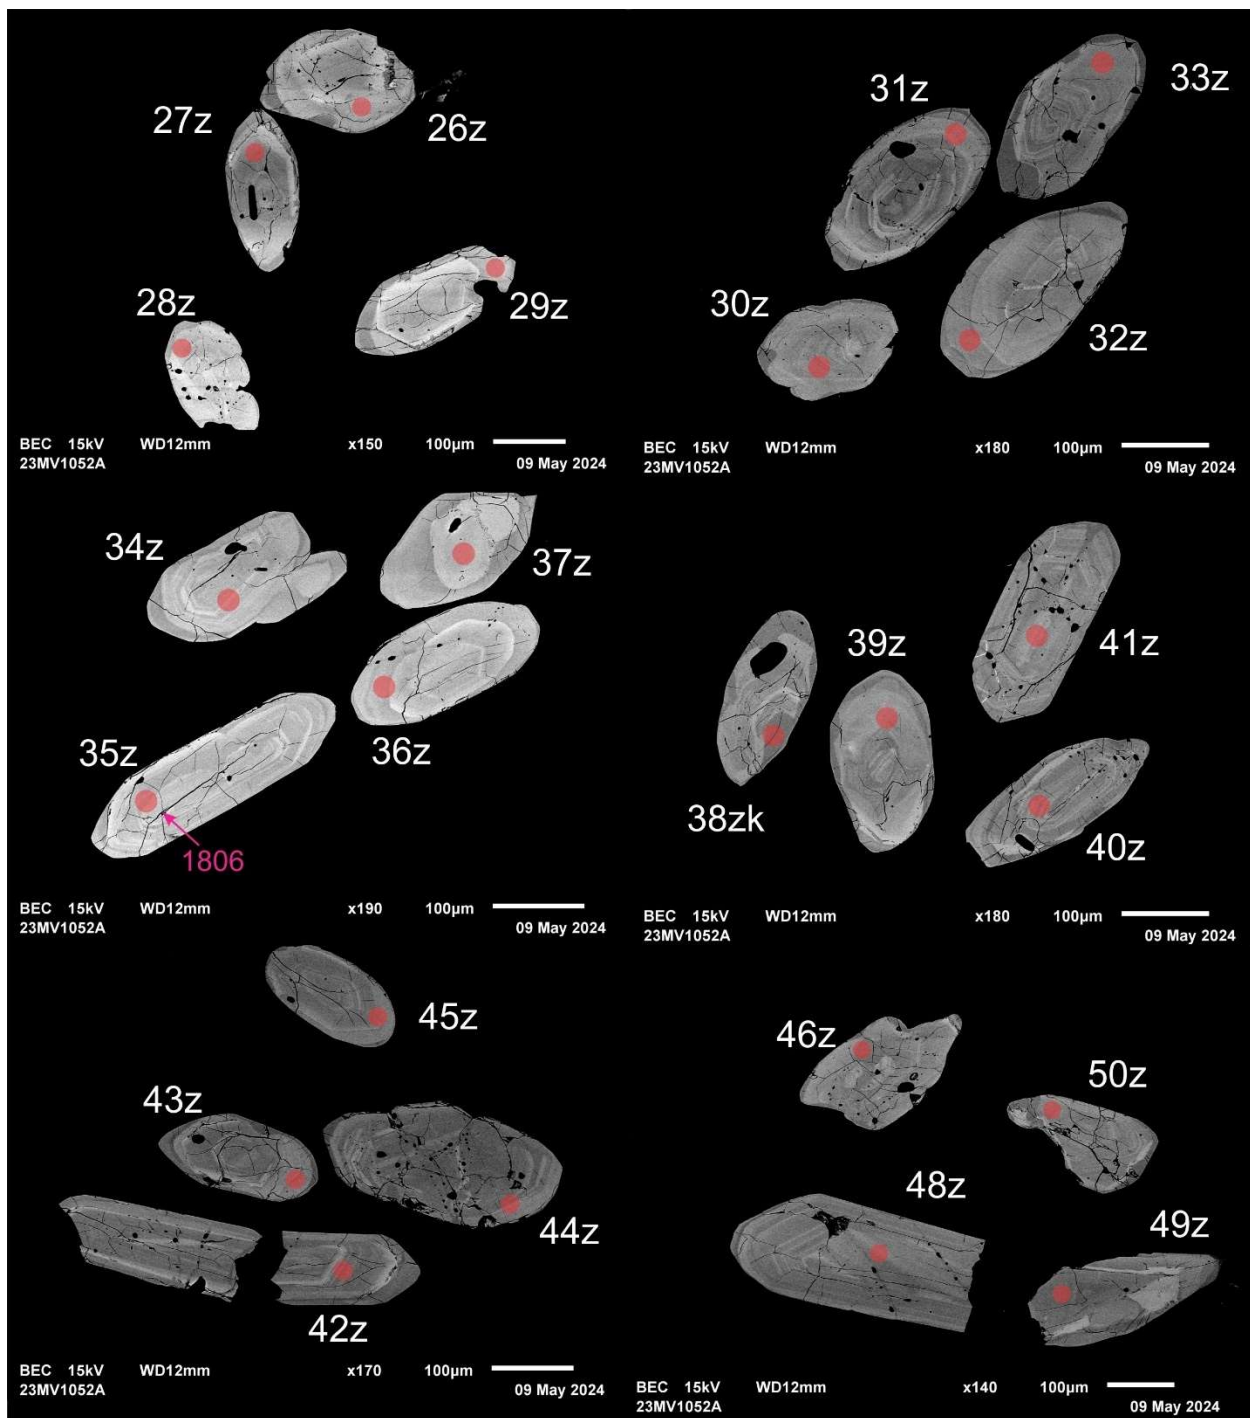 27z
26z
28z
29z
BEC 15kV WD12mm x150 100µm
23MV1052A 09 May 2024
31z
33z
30z
32z
BEC 15kV WD12mm x180 100µm
23MV1052A 09 May 2024
34z
37z
35z
36z
1806
BEC 15kV WD12mm x190 100µm
23MV1052A 09 May 2024
39z
41z
38zk
40z
BEC 15kV WD12mm x180 100µm
23MV1052A 09 May 2024
45z
43z
44z
42z
BEC 15kV WD12mm x170 100µm
23MV1052A 09 May 2024
46z
50z
48z
49z
BEC 15kV WD12mm x140 100µm
23MV1052A 09 May 2024